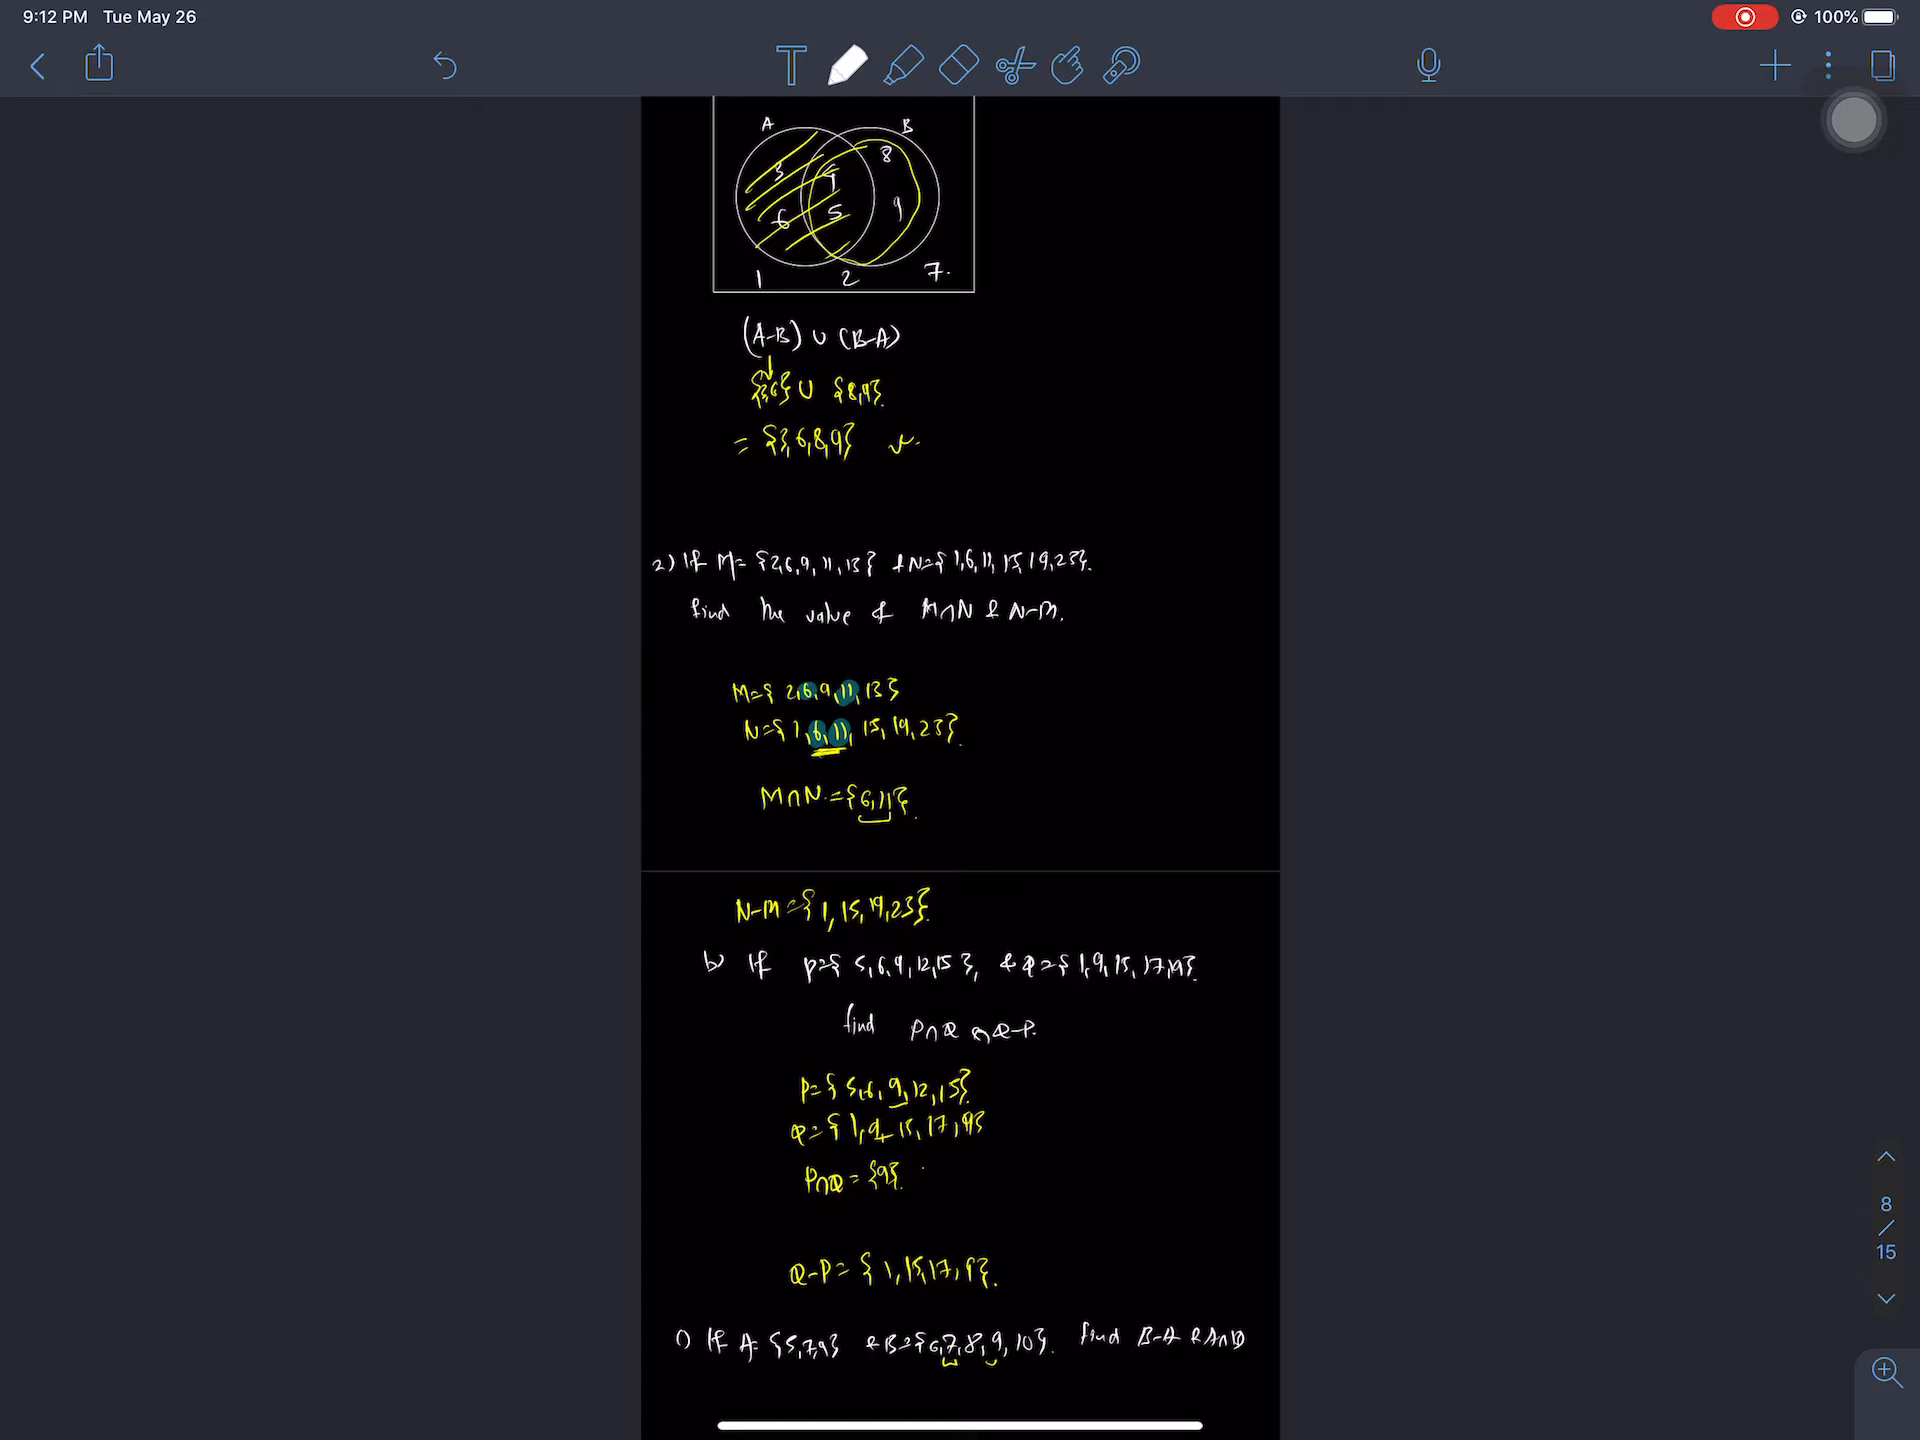 9:12 PM Tue May 26
100%
A
B
3
8
4
6
5
9
1
2
7.
(A-B) ∪ (B-A)
{3,6} ∪ {8,9}.
= {3,6,8,9}
2) If M= {2,6,9,11,13} & N={1,6,11,15,19,23}.
find the value of M∩N & N-M.
M={ 2,6,9,11,13 }
N={ 1,6,11, 15,19,23}.
M∩N = {6,11}.
N-M = {1,15,19,23}.
b) If P={ 5,6,9,12,15 }, & Q={ 1,9,15,17,19}.
find P∩Q & Q-P.
P= { 5,6,9,12,15}.
Q= { 1,9, 15,17,19}
P∩Q = {9}.
8
/
15
Q-P= { 1,15,17,19}.
c) If A= {5,7,9} & B={6,7,8,9,10}. find B-A & A∩B